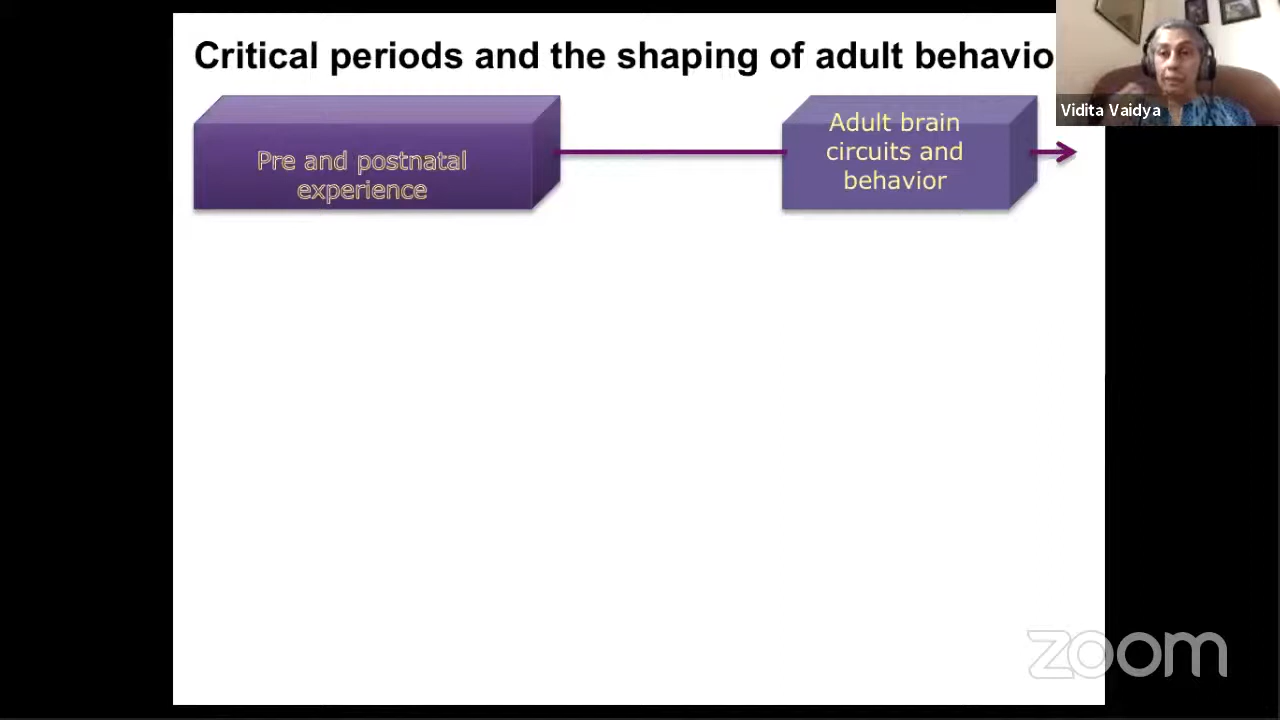 Critical periods and the shaping of adult behavio
Vidita Vaidya
Pre and postnatal
experience
Adult brain
circuits and
behavior
zoom